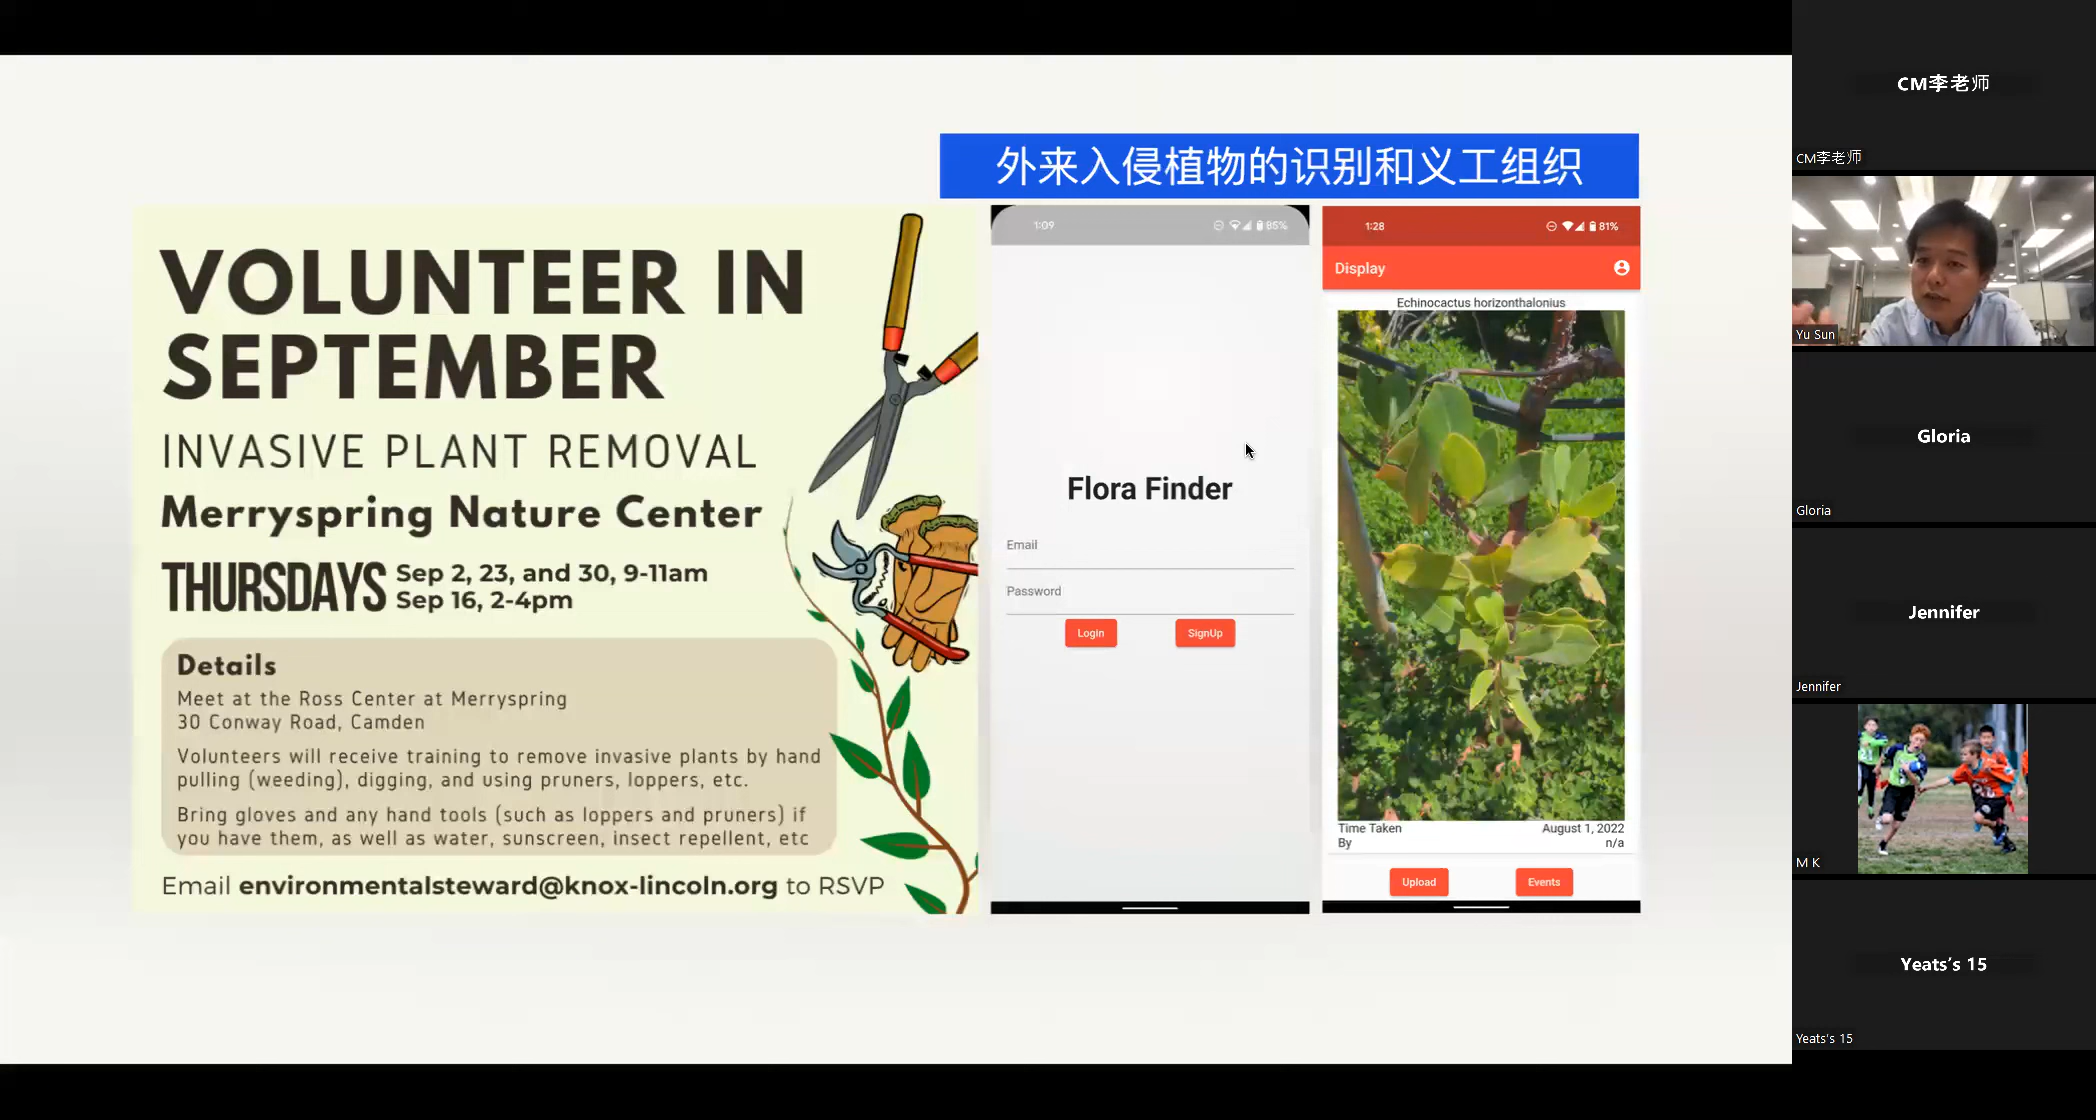 外来入侵植物的识别和义工组织
VOLUNTEER IN
SEPTEMBER
INVASIVE PLANT REMOVAL
Merryspring Nature Center
THURSDAYS
Sep 2, 23, and 30, 9-11am
Sep 16, 2-4pm
Details
Meet at the Ross Center at Merryspring
30 Conway Road, Camden
Volunteers will receive training to remove invasive plants by hand
pulling (weeding), digging, and using pruners, loppers, etc.
Bring gloves and any hand tools (such as loppers and pruners) if
you have them, as well as water, sunscreen, insect repellent, etc
Email environmentalsteward@knox-lincoln.org to RSVP
1:09
85%
Flora Finder
Email
Password
Login SignUp
1:28
81%
Display
Echinocactus horizonthalonius
Time Taken August 1, 2022
By n/a
Upload Events
CM李老师
CM李老师
Yu Sun
Gloria
Gloria
Jennifer
Jennifer
M K
Yeats's 15
Yeats's 15